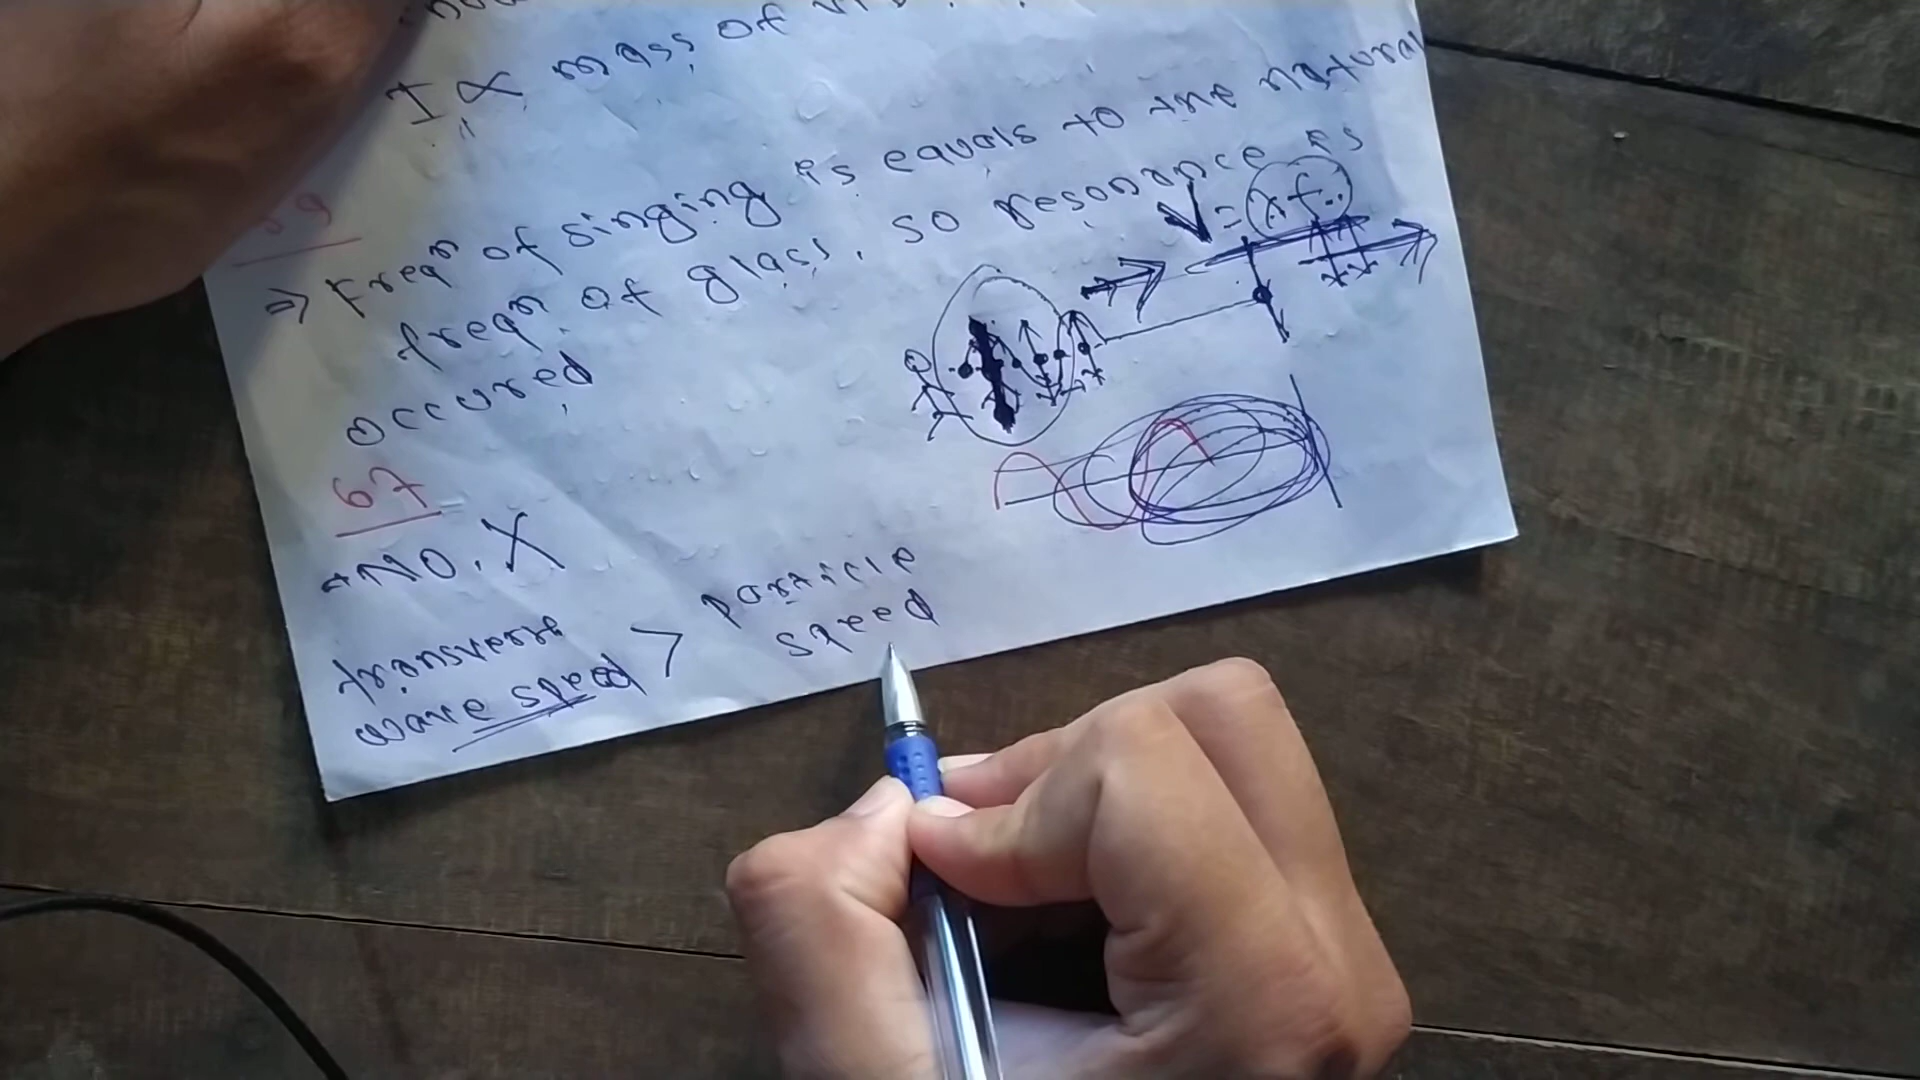 I ∝ mass of
59
⇒ Freqn of singing is equals to the natural
freqn. of glass, so resonance is
occured
V = λf
67
- NO. X
transverse
wave speed > particle
speed